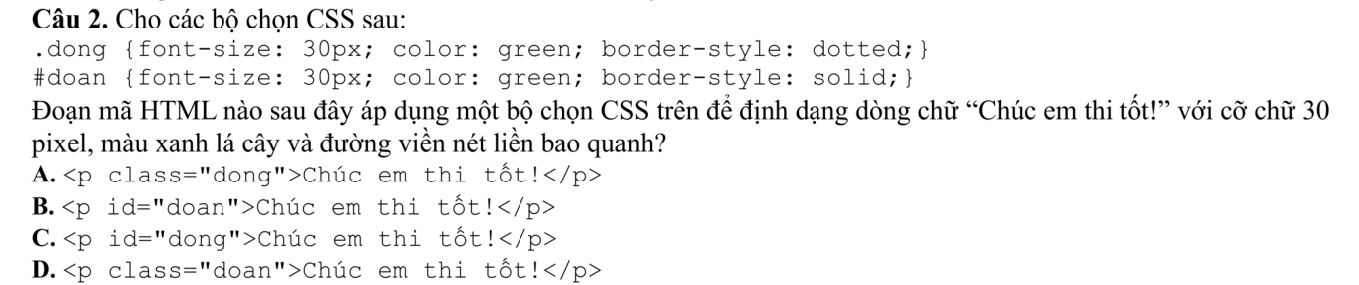 Câu 2. Cho các bộ chọn CSS sau:
.dong {font-size: 30px; color: green; border-style: dotted;}
#doan {font-size: 30px; color: green; border-style: solid;}
Đoạn mã HTML nào sau đây áp dụng một bộ chọn CSS trên để định dạng dòng chữ “Chúc em thi tốt!” với cỡ chữ 30
pixel, màu xanh lá cây và đường viền nét liền bao quanh?
A. <p class="dong">Chúc em thi tốt!</p>
B. <p id="doan">Chúc em thi tốt!</p>
C. <p id="dong">Chúc em thi tốt!</p>
D. <p class="doan">Chúc em thi tốt!</p>